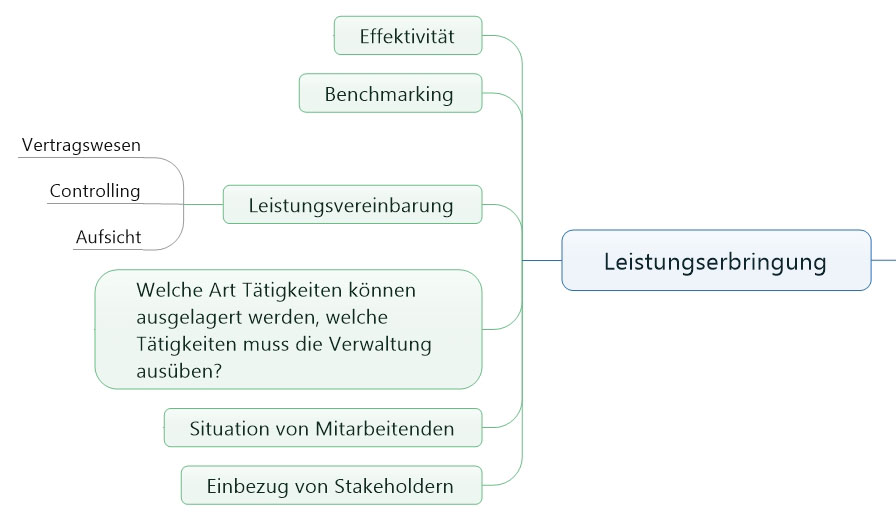 Effektivität
Benchmarking
Vertragswesen
Controlling
Aufsicht
Leistungsvereinbarung
Leistungserbringung
Welche Art Tätigkeiten können
ausgelagert werden, welche
Tätigkeiten muss die Verwaltung
ausüben?
Situation von Mitarbeitenden
Einbezug von Stakeholdern